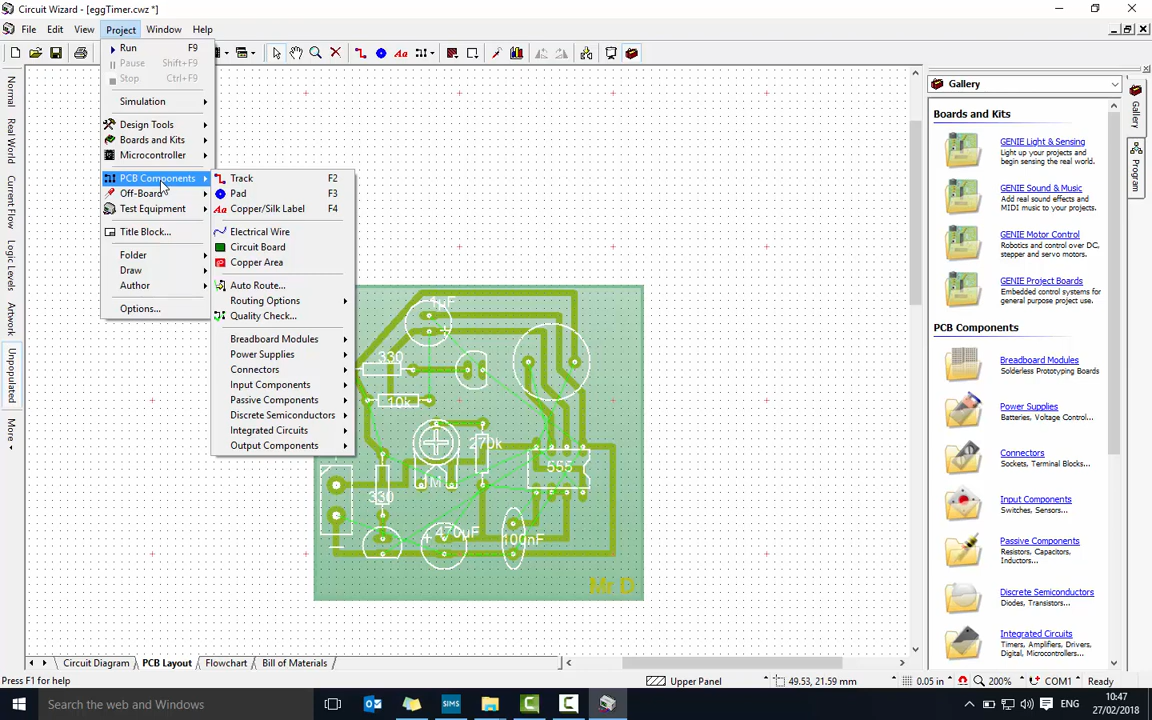 Circuit Wizard - [eggTimer.cwz *]
File Edit View Project Window Help
Run F9
Pause Shift+F9
Stop Ctrl+F9
Simulation
Design Tools
Boards and Kits
Microcontroller
PCB Components
Off-Board
Test Equipment
Title Block...
Folder
Draw
Author
Options...
Track F2
Pad F3
Aa Copper/Silk Label F4
Electrical Wire
Circuit Board
Copper Area
Auto Route...
Routing Options
Quality Check...
Breadboard Modules
Power Supplies
Connectors
Input Components
Passive Components
Discrete Semiconductors
Integrated Circuits
Output Components
Normal
Real World
Current Flow
Logic Levels
Artwork
Unpopulated
More
Aa
1uF
330
10k
270k
1M
555
330
+
470µF
100nF
Mr D
Gallery
Boards and Kits
GENIE Light & Sensing
Light up your projects and
begin sensing the real world.
GENIE Sound & Music
Add real sound effects and
MIDI music to your projects.
GENIE Motor Control
Robotics and control over DC,
stepper and servo motors.
GENIE Project Boards
Embedded control systems for
general purpose projects.
PCB Components
Breadboard Modules
Solderless Prototyping Boards
Power Supplies
Batteries, Voltage Control...
Connectors
Sockets, Terminal Blocks...
Input Components
Switches, Sensors...
Passive Components
Resistors, Capacitors,
Inductors...
Discrete Semiconductors
Diodes, Transistors...
Integrated Circuits
Timers, Amplifiers, Drivers,
Digital, Microcontrollers...
Gallery
Program
Circuit Diagram PCB Layout Flowchart Bill of Materials
Press F1 for help
Upper Panel 49.53, 21.59 mm 0.05 in 200% COM1 Ready
Search the web and Windows
SIMS
ENG
10:47
27/02/2018